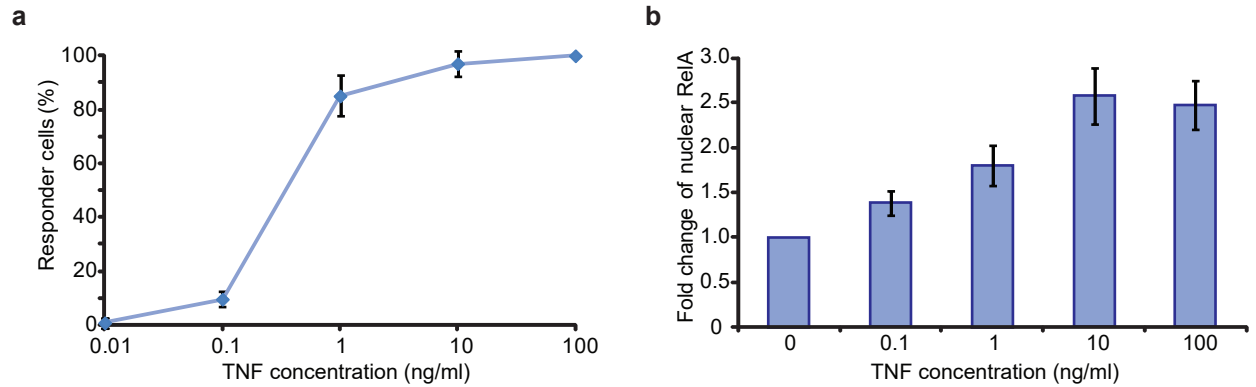 a
Responder cells (%)
100
80
60
40
20
0
0.01 0.1 1 10 100
TNF concentration (ng/ml)
b
Fold change of nuclear RelA
3.0
2.5
2.0
1.5
1.0
0.5
0
0 0.1 1 10 100
TNF concentration (ng/ml)